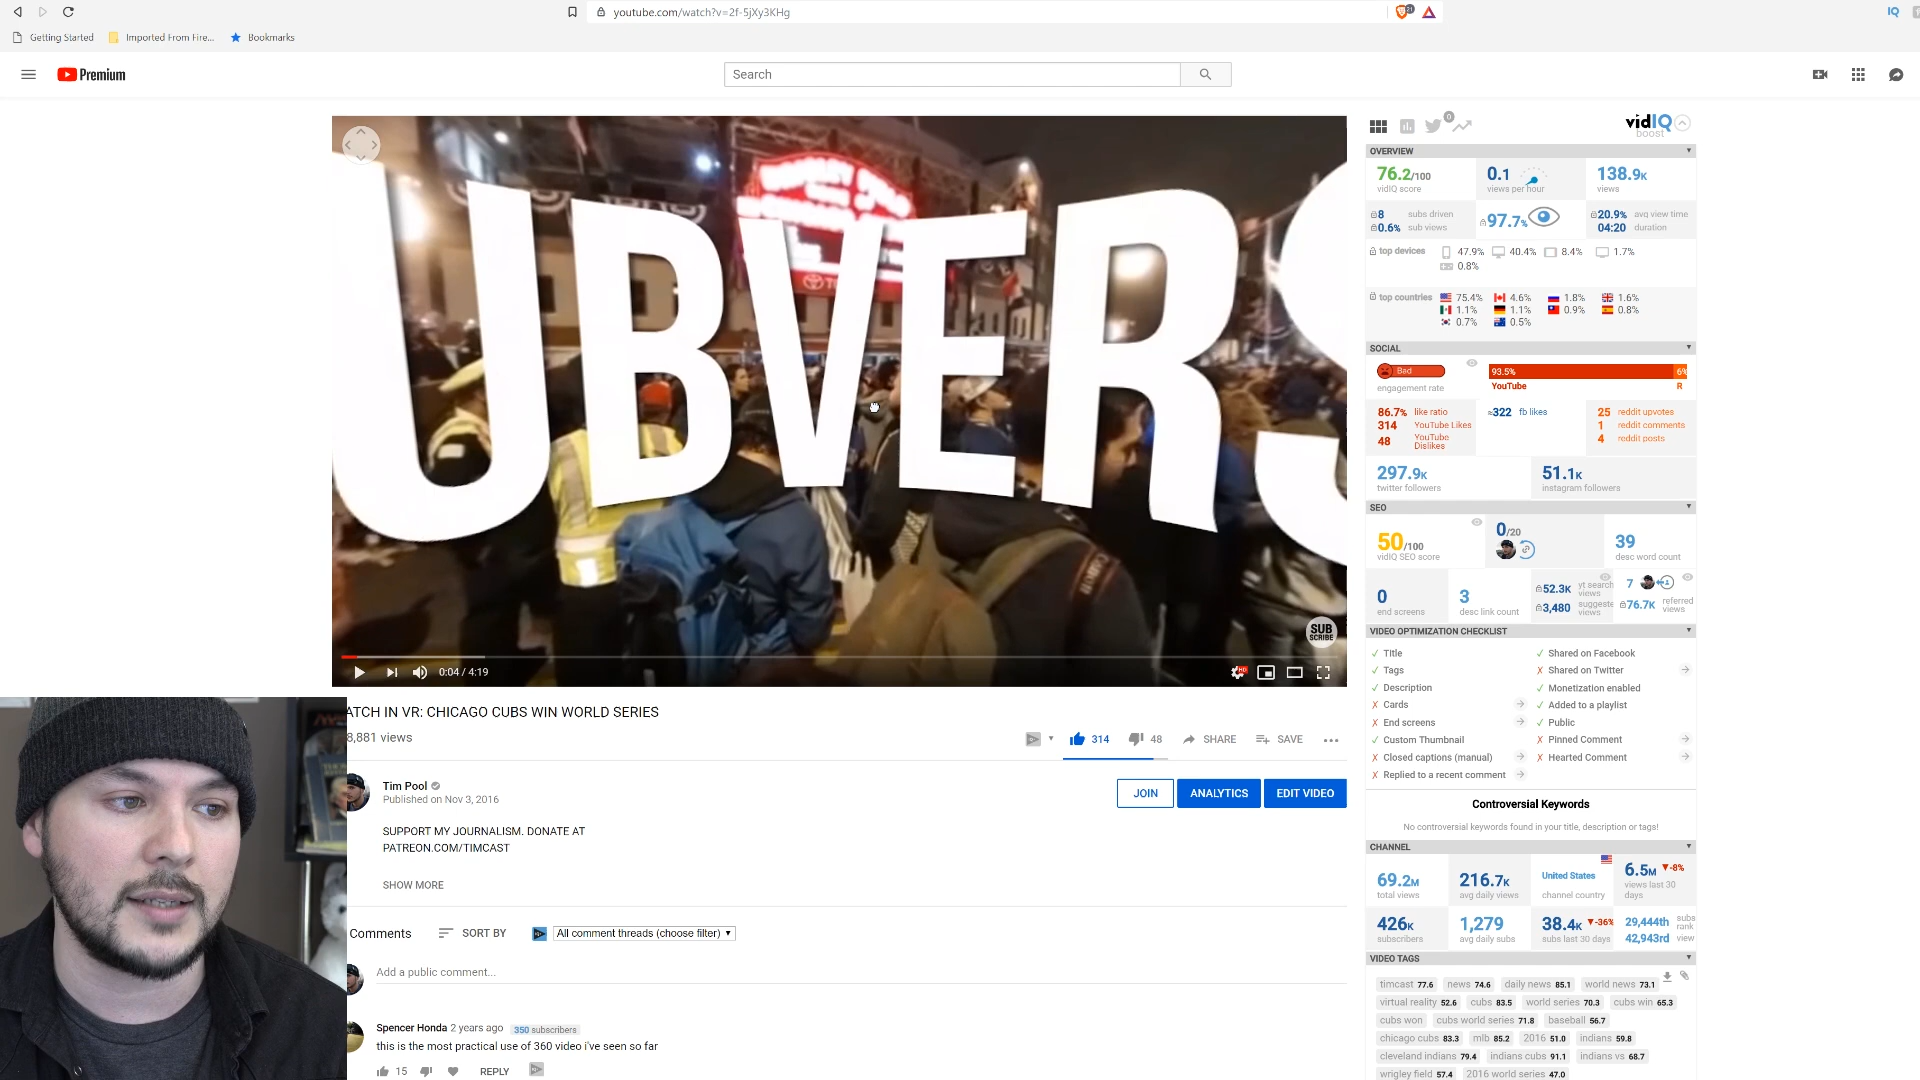 youtube.com/watch?v=2f-5jXy3KHg
IQ
Getting Started
Imported From Fire...
Bookmarks
Premium
Search
UBVERS
SUB
SCRIBE
0:04 / 4:19
ATCH IN VR: CHICAGO CUBS WIN WORLD SERIES
8,881 views
314
48
SHARE
SAVE
Tim Pool
Published on Nov 3, 2016
JOIN
ANALYTICS
EDIT VIDEO
SUPPORT MY JOURNALISM. DONATE AT
PATREON.COM/TIMCAST
SHOW MORE
Comments
SORT BY
All comment threads (choose filter)
Add a public comment...
Spencer Honda 2 years ago 350 subscribers
this is the most practical use of 360 video i've seen so far
15
REPLY
0
vidIQ
boost
OVERVIEW
76.2/100
vidIQ score
0.1
views per hour
138.9K
views
8 subs driven
0.6% sub views
97.7%
20.9% avg view time
04:20 duration
top devices 47.9% 40.4% 8.4% 1.7%
0.8%
top countries 75.4% 4.6% 1.8% 1.6%
1.1% 1.1% 0.9% 0.8%
0.7% 0.5%
SOCIAL
Bad
engagement rate
93.5% 6%
YouTube R
86.7% like ratio
314 YouTube Likes
48 YouTube Dislikes
≈322 fb likes
25 reddit upvotes
1 reddit comments
4 reddit posts
297.9K
twitter followers
51.1K
instagram followers
SEO
50/100
vidIQ SEO score
0/20
39
desc word count
0
end screens
3
desc link count
52.3K yt search views
3,480 suggeste views
7
76.7K referred views
VIDEO OPTIMIZATION CHECKLIST
Title
Shared on Facebook
Tags
Shared on Twitter
Description
Monetization enabled
Cards
Added to a playlist
End screens
Public
Custom Thumbnail
Pinned Comment
Closed captions (manual)
Hearted Comment
Replied to a recent comment
Controversial Keywords
No controversial keywords found in your title, description or tags!
CHANNEL
69.2M
total views
216.7K
avg daily views
United States
channel country
6.5M -8%
views last 30 days
426K
subscribers
1,279
avg daily subs
38.4K -36%
subs last 30 days
29,444th subs rank
42,943rd view
VIDEO TAGS
timcast 77.6 news 74.6 daily news 85.1 world news 73.1
virtual reality 52.6 cubs 83.5 world series 70.3 cubs win 65.3
cubs won cubs world series 71.8 baseball 56.7
chicago cubs 83.3 mlb 85.2 2016 51.0 indians 59.8
cleveland indians 79.4 indians cubs 91.1 indians vs 68.7
wrigley field 57.4 2016 world series 47.0